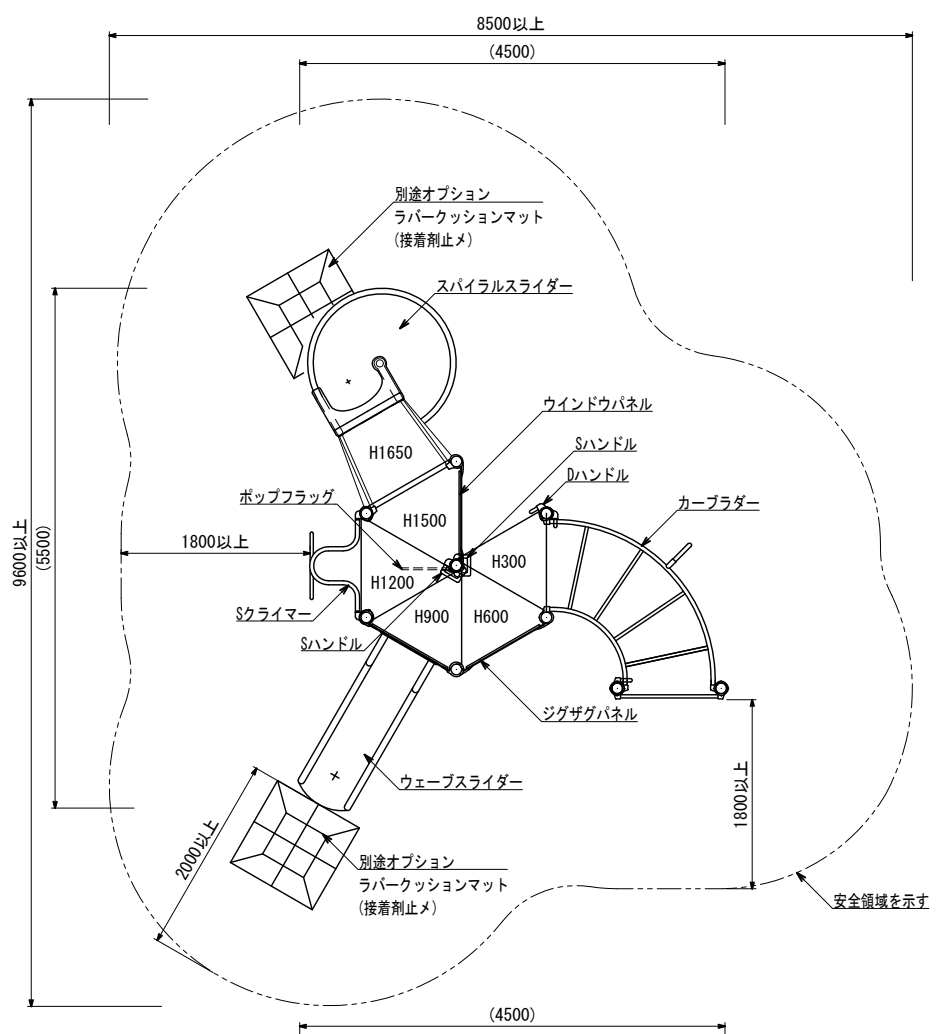 8500以上
(4500)
別途オプション
ラバークッションマット
(接着剤止メ)
スパイラルスライダー
ウインドウパネル
Sハンドル
Dハンドル
カーブラダー
H1650
ポップフラッグ
H1500
9600以上
(5500)
1800以上
H1200
H300
Sクライマー
H900
H600
Sハンドル
ジグザグパネル
ウェーブスライダー
1800以上
2000以上
別途オプション
ラバークッションマット
(接着剤止メ)
安全領域を示す
(4500)